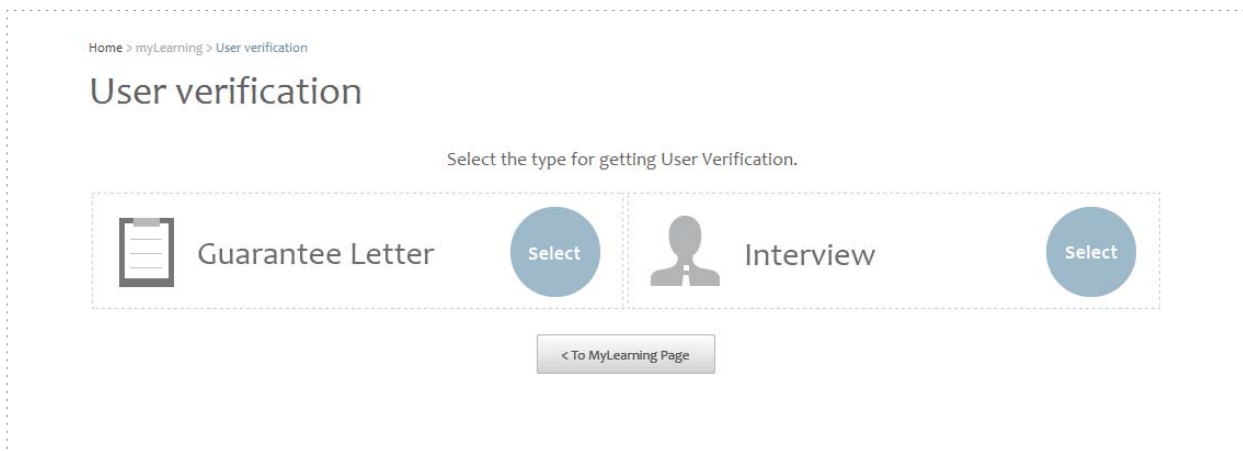 Home > myLearning > User verification
User verification
Select the type for getting User Verification.
Guarantee Letter
Select
Interview
Select
< To MyLearning Page